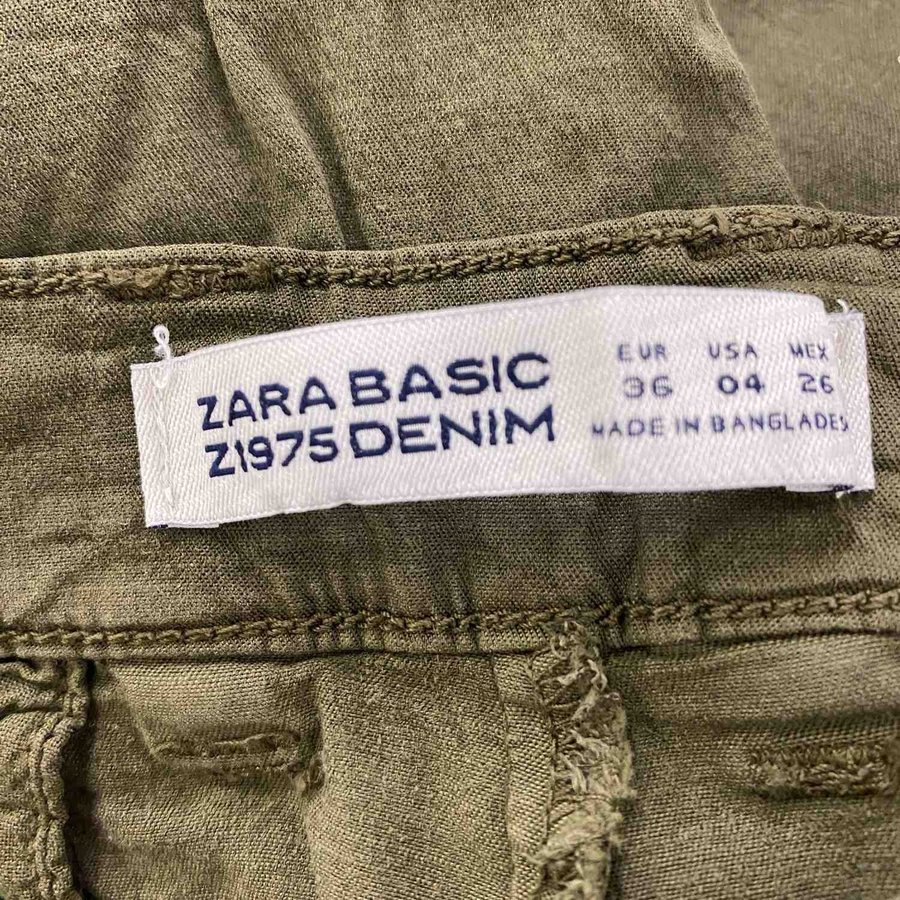 ZARA BASIC
Z1975 DENIM
EUR USA MEX
36 04 26
MADE IN BANGLADES